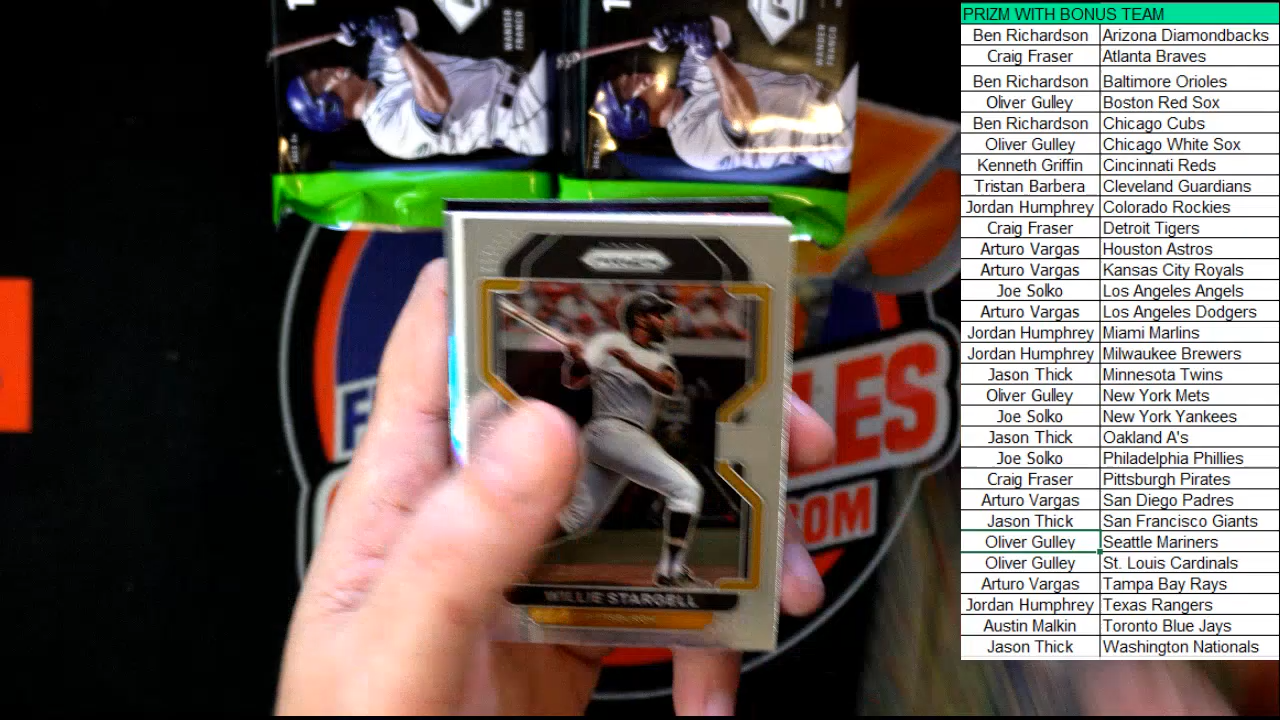 PRIZM WITH BONUS TEAM
Ben Richardson Arizona Diamondbacks
Craig Fraser Atlanta Braves
Ben Richardson Baltimore Orioles
Oliver Gulley Boston Red Sox
Ben Richardson Chicago Cubs
Oliver Gulley Chicago White Sox
Kenneth Griffin Cincinnati Reds
Tristan Barbera Cleveland Guardians
Jordan Humphrey Colorado Rockies
Craig Fraser Detroit Tigers
Arturo Vargas Houston Astros
Arturo Vargas Kansas City Royals
Joe Solko Los Angeles Angels
Arturo Vargas Los Angeles Dodgers
Jordan Humphrey Miami Marlins
Jordan Humphrey Milwaukee Brewers
Jason Thick Minnesota Twins
Oliver Gulley New York Mets
Joe Solko New York Yankees
Jason Thick Oakland A's
Joe Solko Philadelphia Phillies
Craig Fraser Pittsburgh Pirates
Arturo Vargas San Diego Padres
Jason Thick San Francisco Giants
Oliver Gulley Seattle Mariners
Oliver Gulley St. Louis Cardinals
Arturo Vargas Tampa Bay Rays
Jordan Humphrey Texas Rangers
Austin Malkin Toronto Blue Jays
Jason Thick Washington Nationals
WANDER
FRANCO
WANDER
FRANCO
PRIZM
WILLIE STARGELL